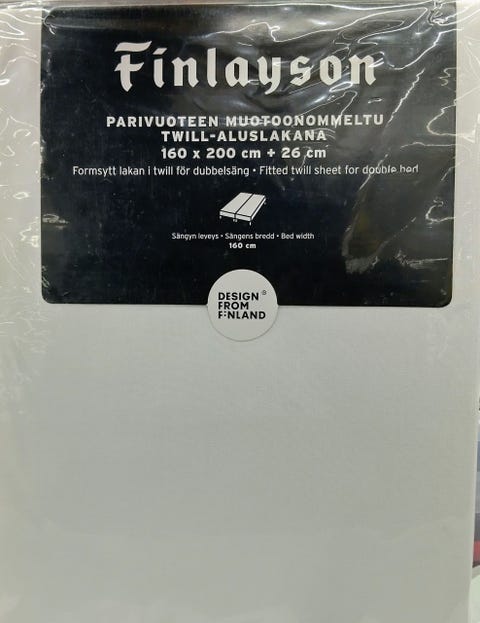 Finlayson
PARIVUOTEEN MUOTOONOMMELTU
TWILL-ALUSLAKANA
160 x 200 cm + 26 cm
Formsytt lakan i twill för dubbelsäng • Fitted twill sheet for double bed
Sängyn leveys • Sängens bredd • Bed width
160 cm
DESIGN
FROM
FINLAND